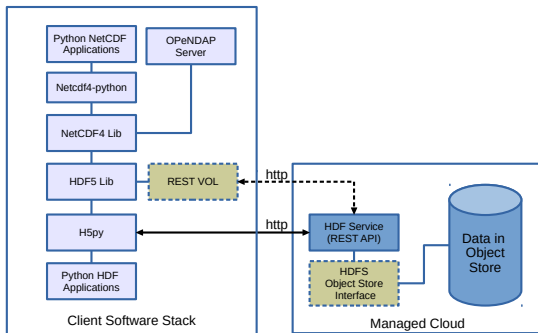 Python NetCDF
Applications
OPeNDAP
Server
Netcdf4-python
NetCDF4 Lib
HDF5 Lib
REST VOL
http
H5py
http
HDF Service
(REST API)
Data in
Object
Store
HDFS
Object Store
Interface
Python HDF
Applications
Client Software Stack
Managed Cloud